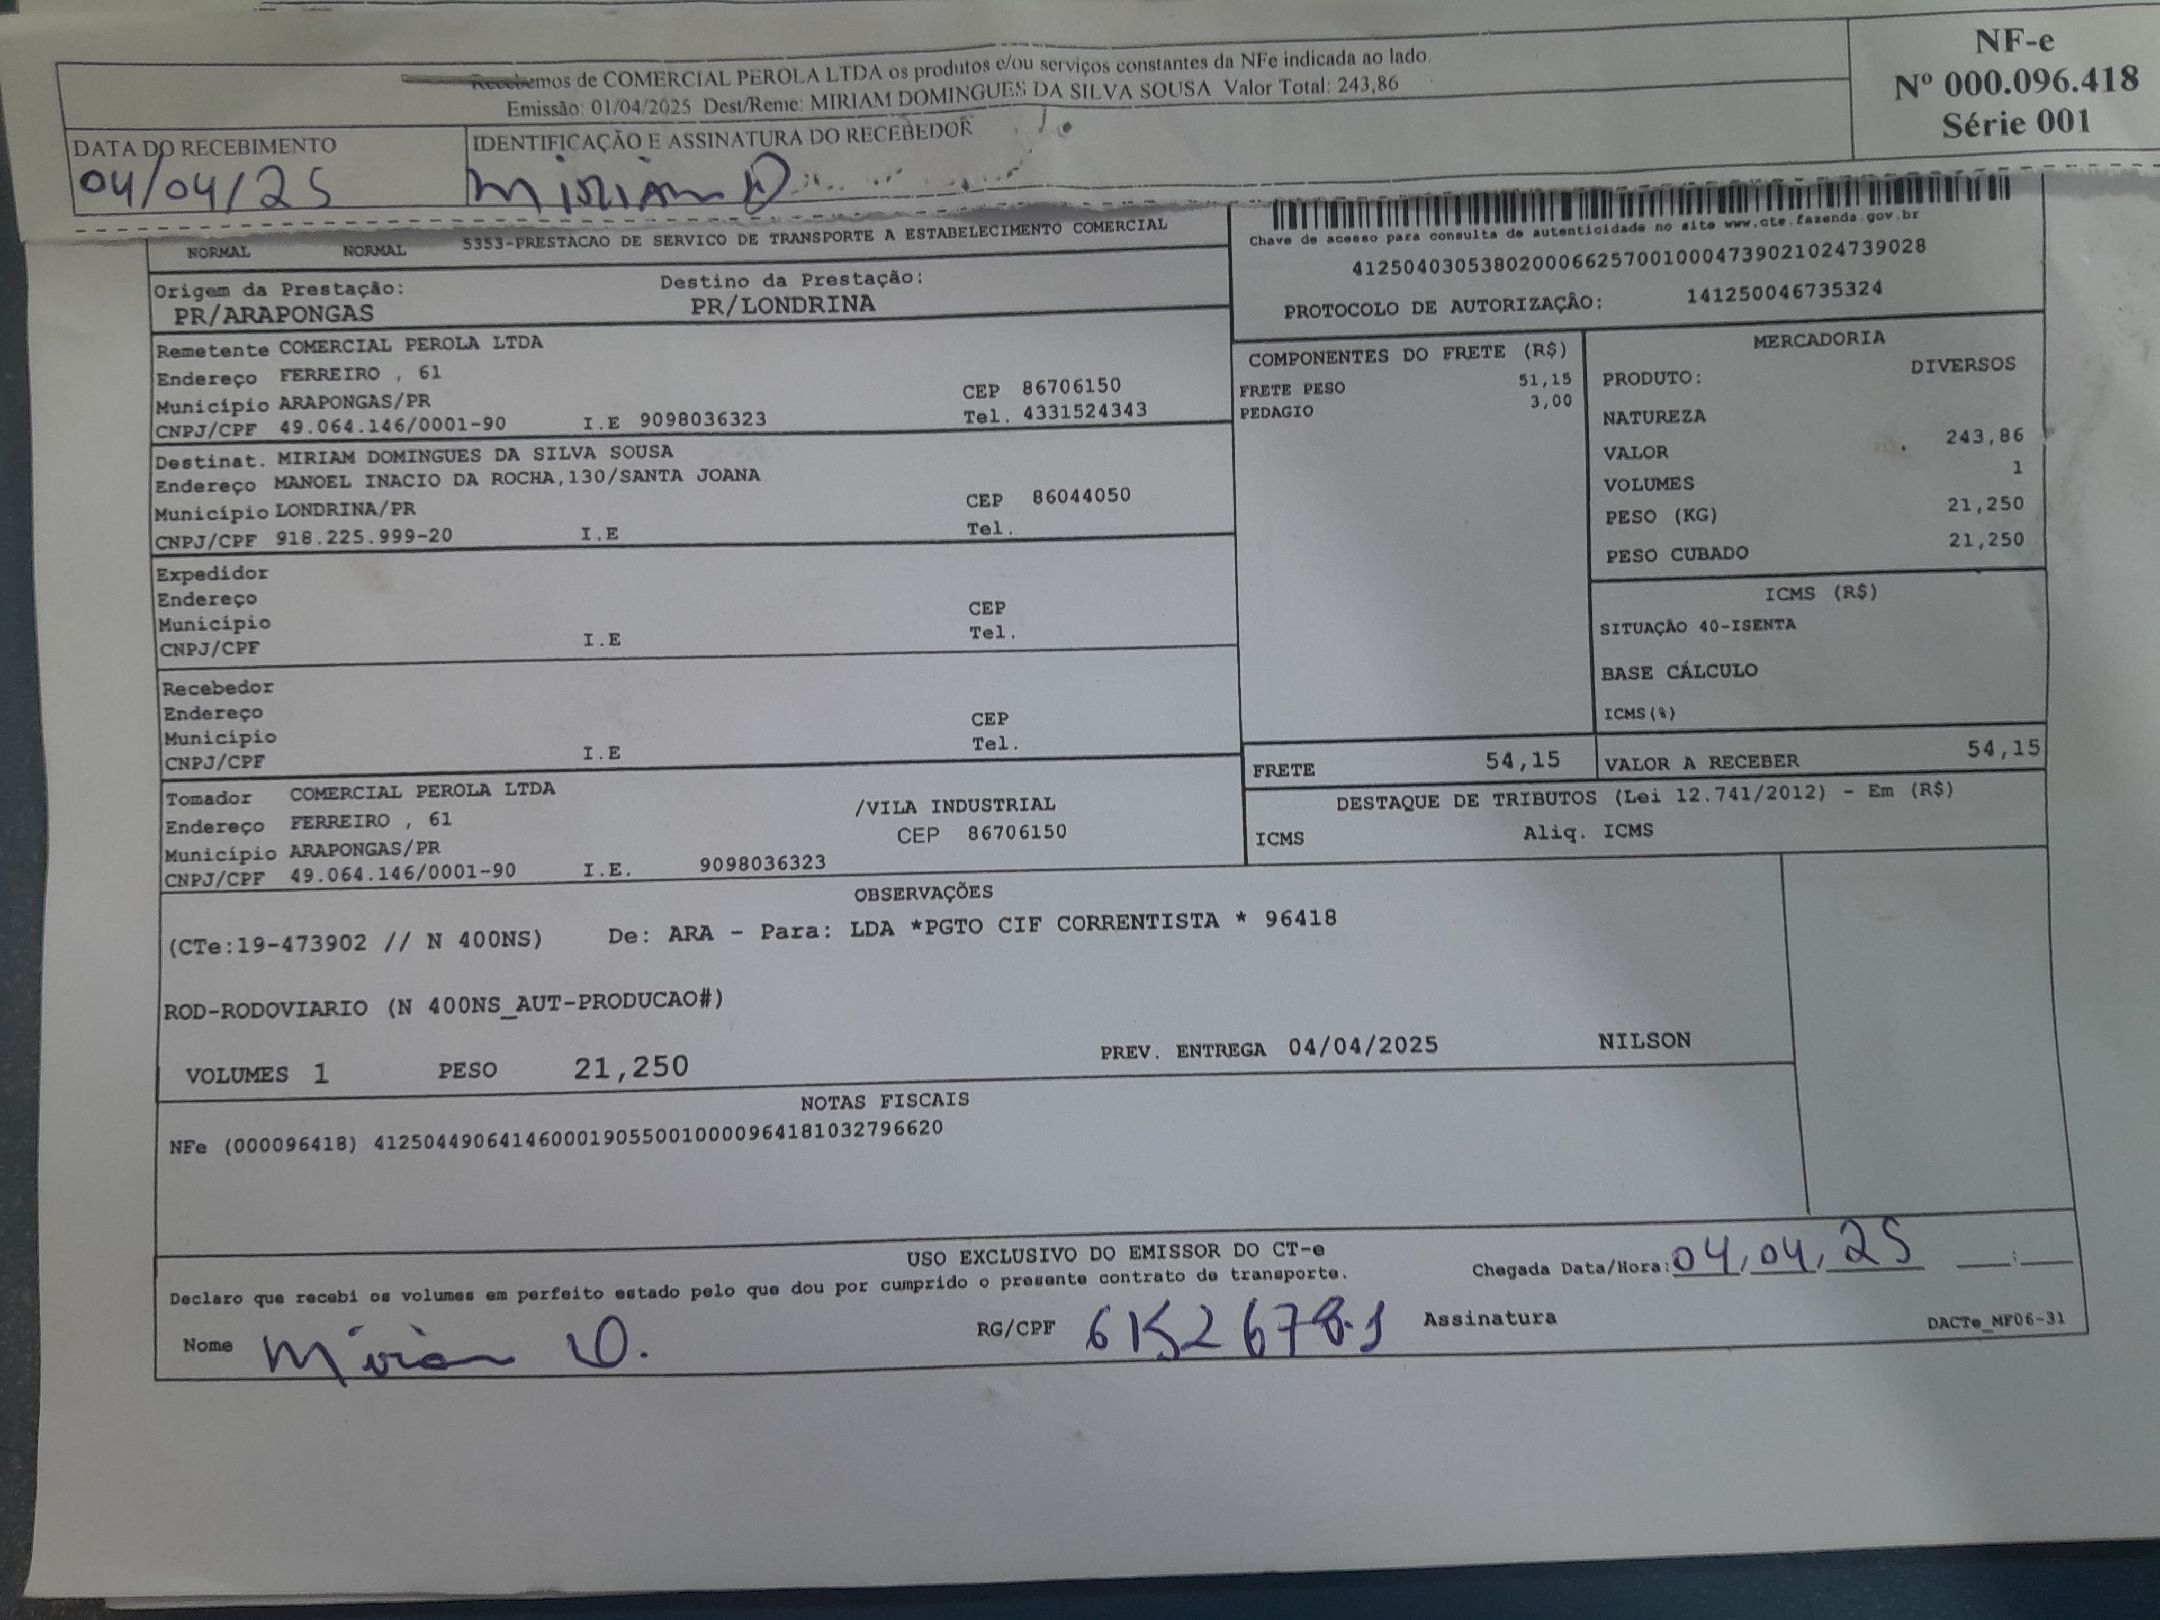 Recebemos de COMERCIAL PEROLA LTDA os produtos e/ou serviços constantes da NFe indicada ao lado.
Emissão: 01/04/2025 Dest/Reme: MIRIAM DOMINGUES DA SILVA SOUSA Valor Total: 243,86
NF-e
Nº 000.096.418
Série 001
DATA DO RECEBIMENTO
04/04/25
IDENTIFICAÇÃO E ASSINATURA DO RECEBEDOR
Miriam D
NORMAL NORMAL 5353-PRESTACAO DE SERVICO DE TRANSPORTE A ESTABELECIMENTO COMERCIAL
Chave de acesso para consulta de autenticidade no site www.cte.fazenda.gov.br
41250403053802000662570010004739021024739028
PROTOCOLO DE AUTORIZAÇÃO: 141250046735324
Origem da Prestação: Destino da Prestação:
PR/ARAPONGAS PR/LONDRINA
Remetente COMERCIAL PEROLA LTDA
Endereço FERREIRO , 61
Município ARAPONGAS/PR CEP 86706150
CNPJ/CPF 49.064.146/0001-90 I.E 9098036323 Tel. 4331524343
Destinat. MIRIAM DOMINGUES DA SILVA SOUSA
Endereço MANOEL INACIO DA ROCHA,130/SANTA JOANA
Município LONDRINA/PR CEP 86044050
CNPJ/CPF 918.225.999-20 I.E Tel.
Expedidor
Endereço
Município CEP
CNPJ/CPF I.E Tel.
Recebedor
Endereço
Município CEP
CNPJ/CPF I.E Tel.
Tomador COMERCIAL PEROLA LTDA
Endereço FERREIRO , 61 /VILA INDUSTRIAL
Município ARAPONGAS/PR CEP 86706150
CNPJ/CPF 49.064.146/0001-90 I.E. 9098036323
COMPONENTES DO FRETE (R$)
FRETE PESO 51,15
PEDAGIO 3,00
MERCADORIA
PRODUTO: DIVERSOS
NATUREZA
VALOR 243,86
VOLUMES 1
PESO (KG) 21,250
PESO CUBADO 21,250
ICMS (R$)
SITUAÇÃO 40-ISENTA
BASE CÁLCULO
ICMS(%)
FRETE 54,15 VALOR A RECEBER 54,15
DESTAQUE DE TRIBUTOS (Lei 12.741/2012) - Em (R$)
ICMS Aliq. ICMS
OBSERVAÇÕES
(CTe:19-473902 // N 400NS) De: ARA - Para: LDA *PGTO CIF CORRENTISTA * 96418
ROD-RODOVIARIO (N 400NS_AUT-PRODUCAO#)
VOLUMES 1 PESO 21,250 PREV. ENTREGA 04/04/2025 NILSON
NOTAS FISCAIS
NFe (000096418) 41250449064146000190550010000964181032796620
USO EXCLUSIVO DO EMISSOR DO CT-e
Declaro que recebi os volumes em perfeito estado pelo que dou por cumprido o presente contrato de transporte.
Chegada Data/Hora: 04,04,25 :
Nome Miriam D. RG/CPF Assinatura
DACTe_MF06-31